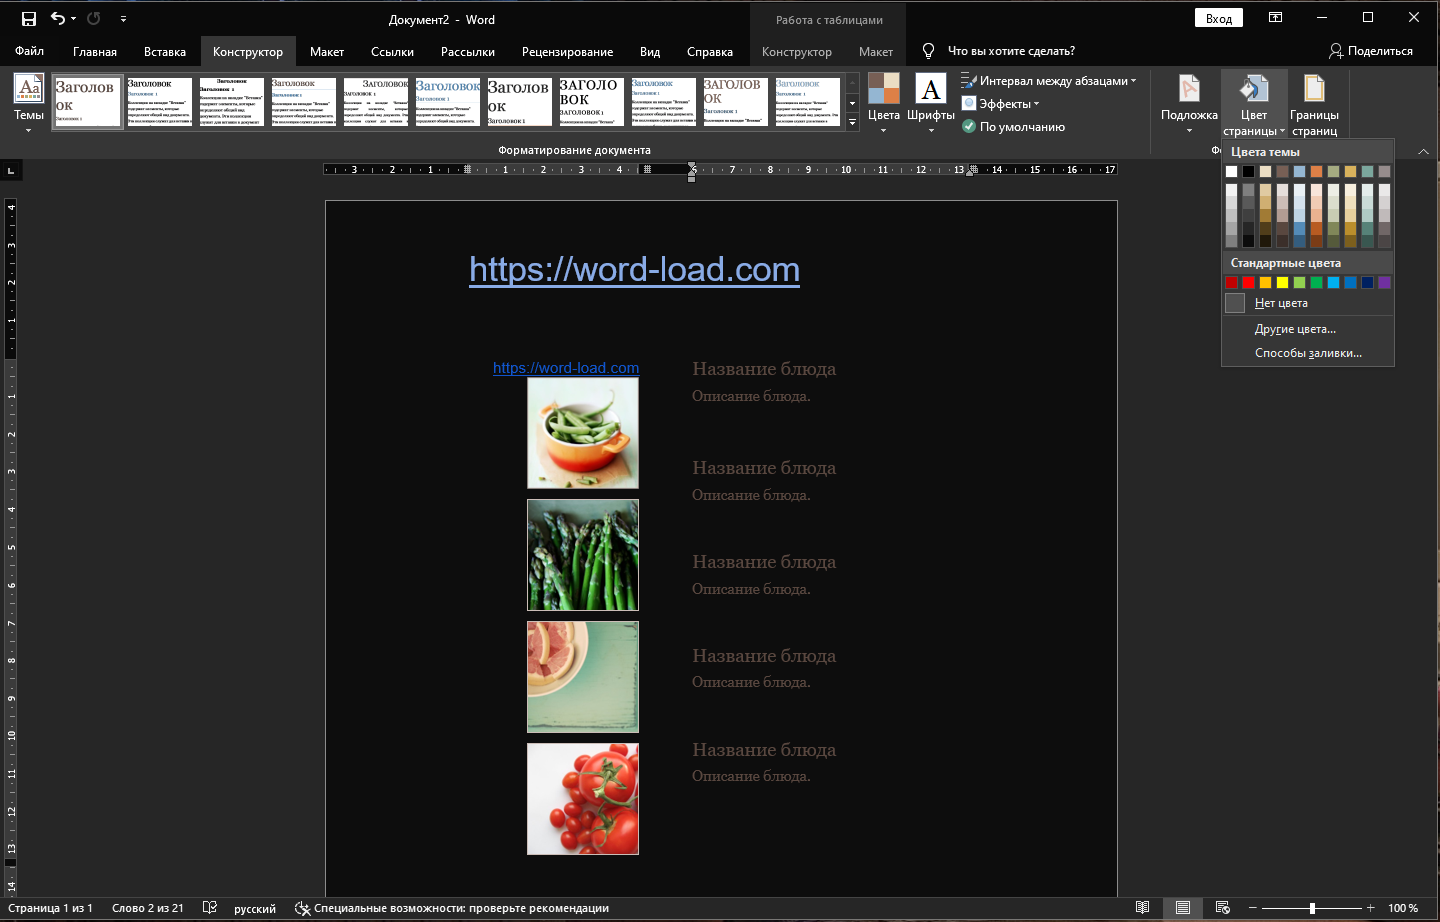 Документ2 - Word
Работа с таблицами
Вход
Файл
Главная
Вставка
Конструктор
Макет
Ссылки
Рассылки
Рецензирование
Вид
Справка
Конструктор
Макет
Что вы хотите сделать?
Поделиться
Темы
Заголовок
Заголовок 1
Цвета
Шрифты
Интервал между абзацами
Эффекты
По умолчанию
Форматирование документа
Подложка
Цвет страницы
Границы страниц
Цвета темы
Стандартные цвета
Нет цвета
Другие цвета...
Способы заливки...
https://word-load.com
https://word-load.com
Название блюда
Описание блюда.
Название блюда
Описание блюда.
Название блюда
Описание блюда.
Название блюда
Описание блюда.
Название блюда
Описание блюда.
Страница 1 из 1
Слово 2 из 21
русский
Специальные возможности: проверьте рекомендации
100 %